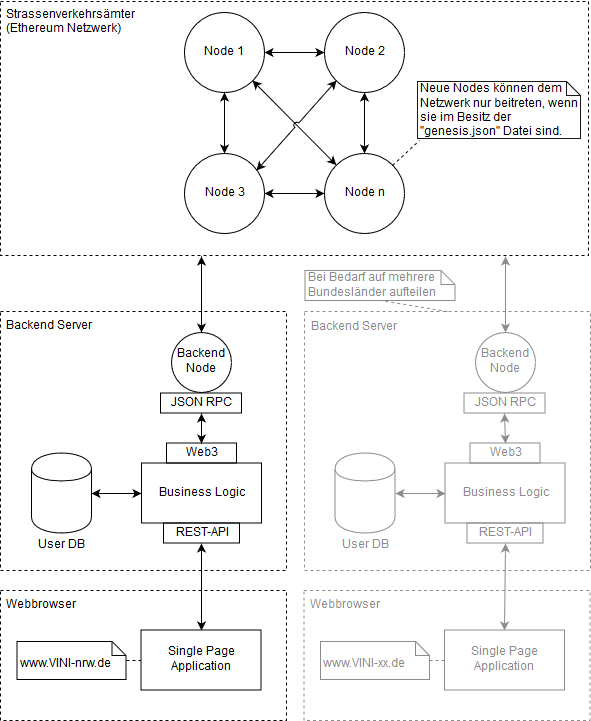 Strassenverkehrsämter
(Ethereum Netzwerk)
Node 1
Node 2
Neue Nodes können dem
Netzwerk nur beitreten, wenn
sie im Besitz der
"genesis.json" Datei sind.
Node 3
Node n
Bei Bedarf auf mehrere
Bundesländer aufteilen
Backend Server
Backend
Node
JSON RPC
Web3
Business Logic
User DB
REST-API
Backend Server
Backend
Node
JSON RPC
Web3
Business Logic
User DB
REST-API
Webbrowser
www.VINI-nrw.de
Single Page
Application
Webbrowser
www.VINI-xx.de
Single Page
Application